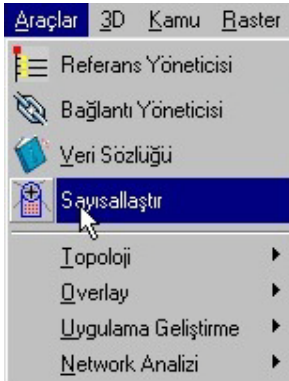 Araçlar 3D Kamu Raster
Referans Yöneticisi
Bağlantı Yöneticisi
Veri Sözlüğü
Sayısallaştır
Topoloji
Overlay
Uygulama Geliştirme
Network Analizi